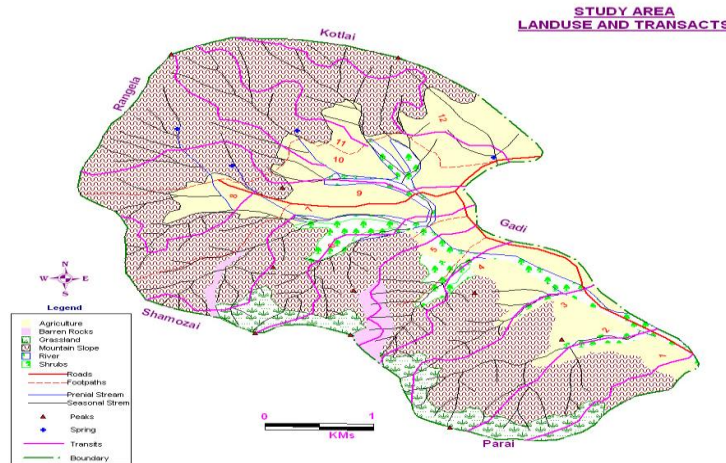 STUDY AREA
LANDUSE AND TRANSACTS
Kotlai
Rangela
12
11
10
9
8
7
Gadi
6
5
4
3
2
1
N
W E
S
Shamozai
Legend
Agriculture
Barren Rocks
Grassland
Mountain Slope
River
Shrubs
Roads
Footpaths
Prenial Stream
Seasonal Strem
Peaks
Spring
Transits
Boundary
0 1
KMs
Parai